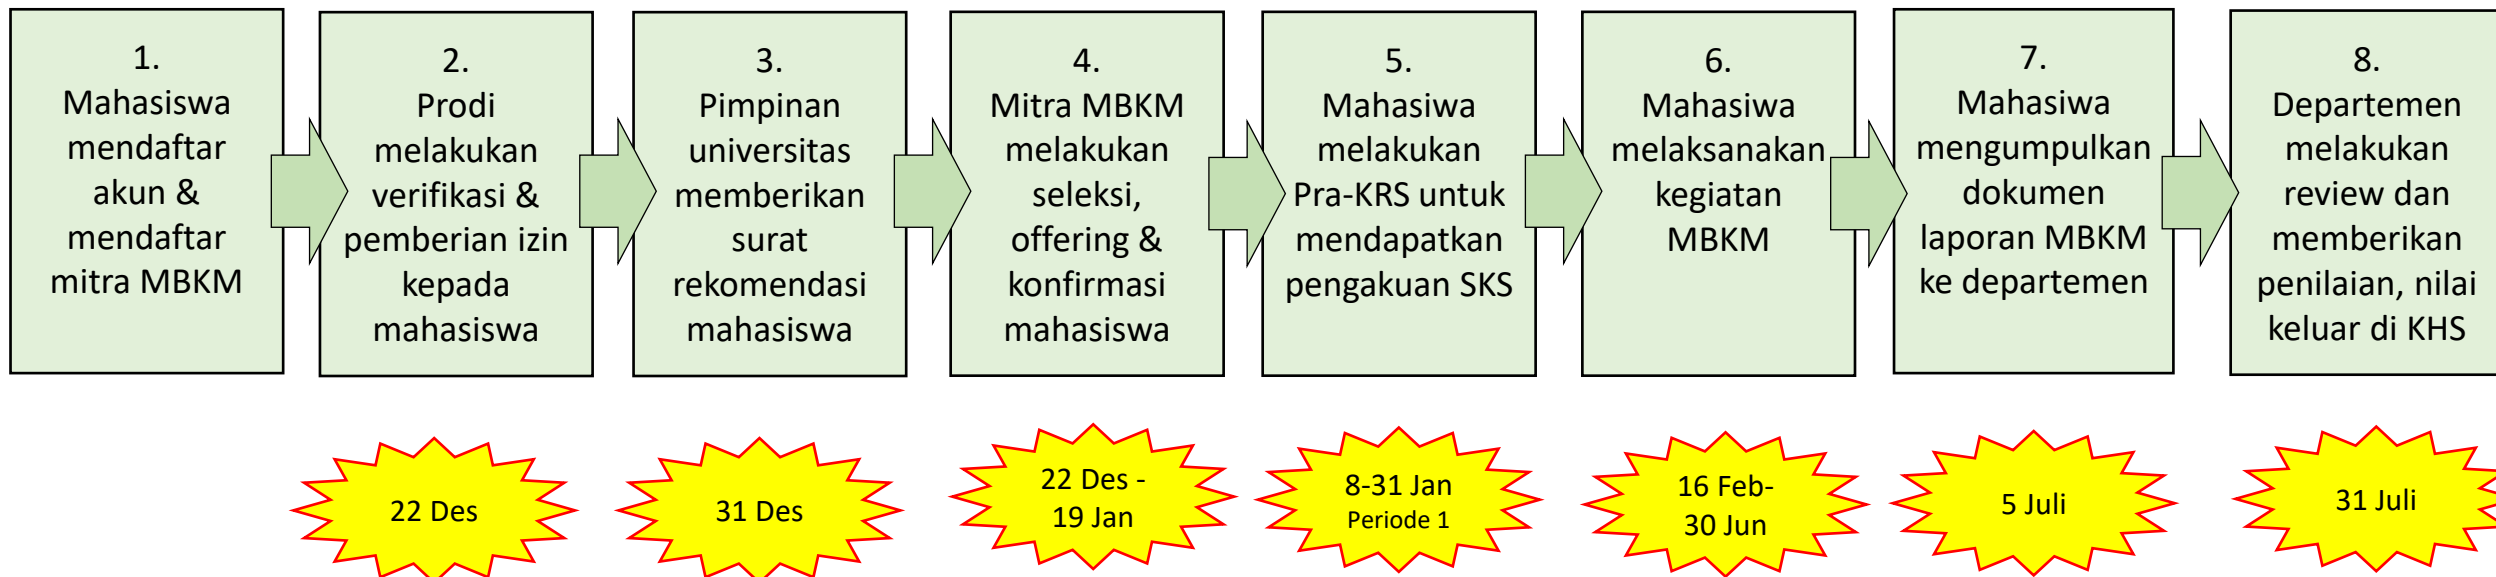 1.
Mahasiswa
mendaftar
akun &
mendaftar
mitra MBKM
2.
Prodi
melakukan
verifikasi &
pemberian izin
kepada
mahasiswa
3.
Pimpinan
universitas
memberikan
surat
rekomendasi
mahasiswa
4.
Mitra MBKM
melakukan
seleksi,
offering &
konfirmasi
mahasiswa
5.
Mahasiwa
melakukan
Pra-KRS untuk
mendapatkan
pengakuan SKS
6.
Mahasiwa
melaksanakan
kegiatan
MBKM
7.
Mahasiwa
mengumpulkan
dokumen
laporan MBKM
ke departemen
8.
Departemen
melakukan
review dan
memberikan
penilaian, nilai
keluar di KHS
22 Des
31 Des
22 Des -
19 Jan
8-31 Jan
Periode 1
16 Feb-
30 Jun
5 Juli
31 Juli